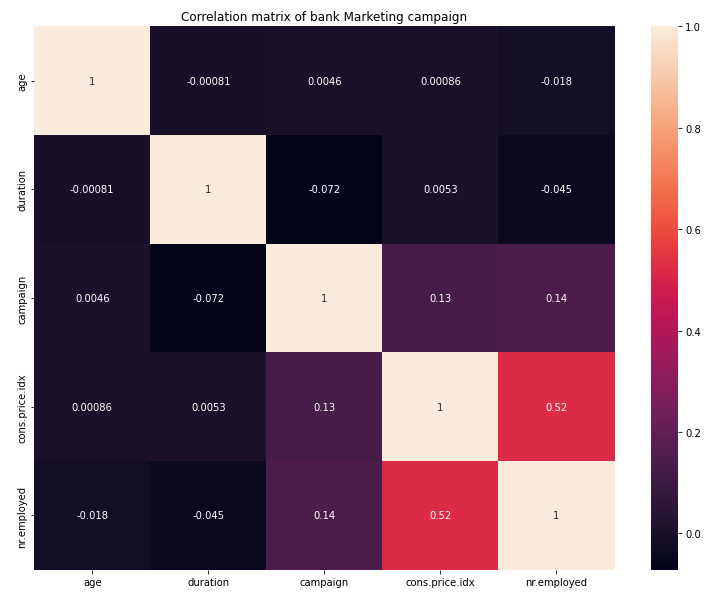 Correlation matrix of bank Marketing campaign
age 1 -0.00081 0.0046 0.00086 -0.018
duration -0.00081 1 -0.072 0.0053 -0.045
campaign 0.0046 -0.072 1 0.13 0.14
cons.price.idx 0.00086 0.0053 0.13 1 0.52
nr.employed -0.018 -0.045 0.14 0.52 1
age duration campaign cons.price.idx nr.employed
1.0
0.8
0.6
0.4
0.2
0.0